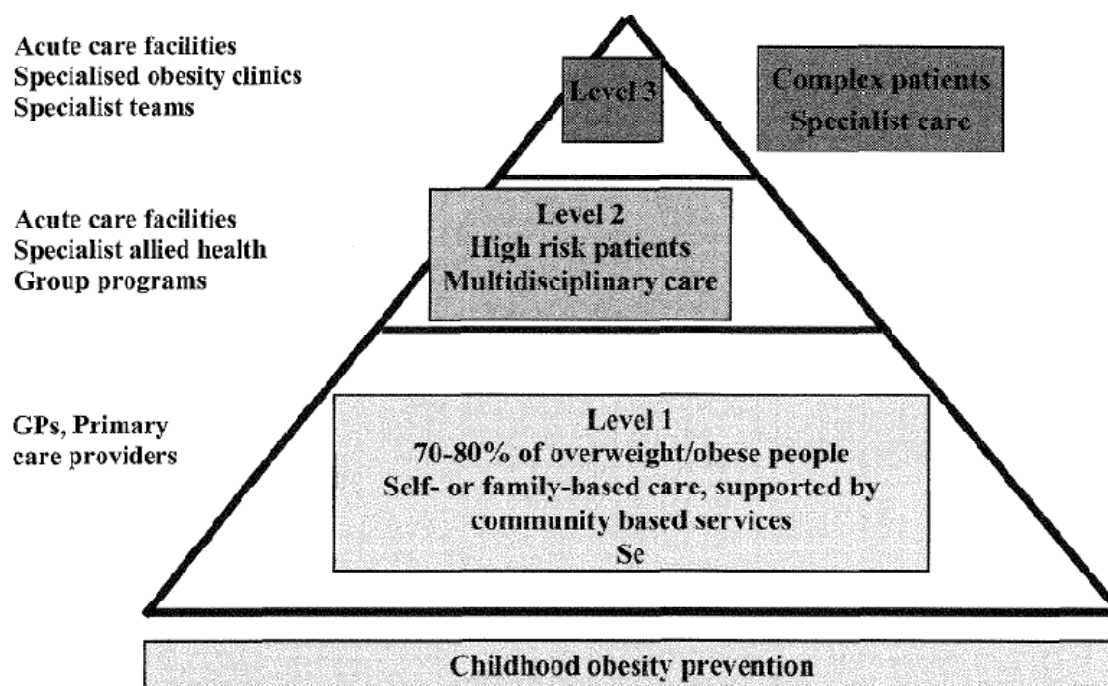 Acute care facilities
Specialised obesity clinics
Specialist teams
Level 3
Complex patients
Specialist care
Acute care facilities
Specialist allied health
Group programs
Level 2
High risk patients
Multidisciplinary care
GPs, Primary
care providers
Level 1
70-80% of overweight/obese people
Self- or family-based care, supported by
community based services
Se
Childhood obesity prevention